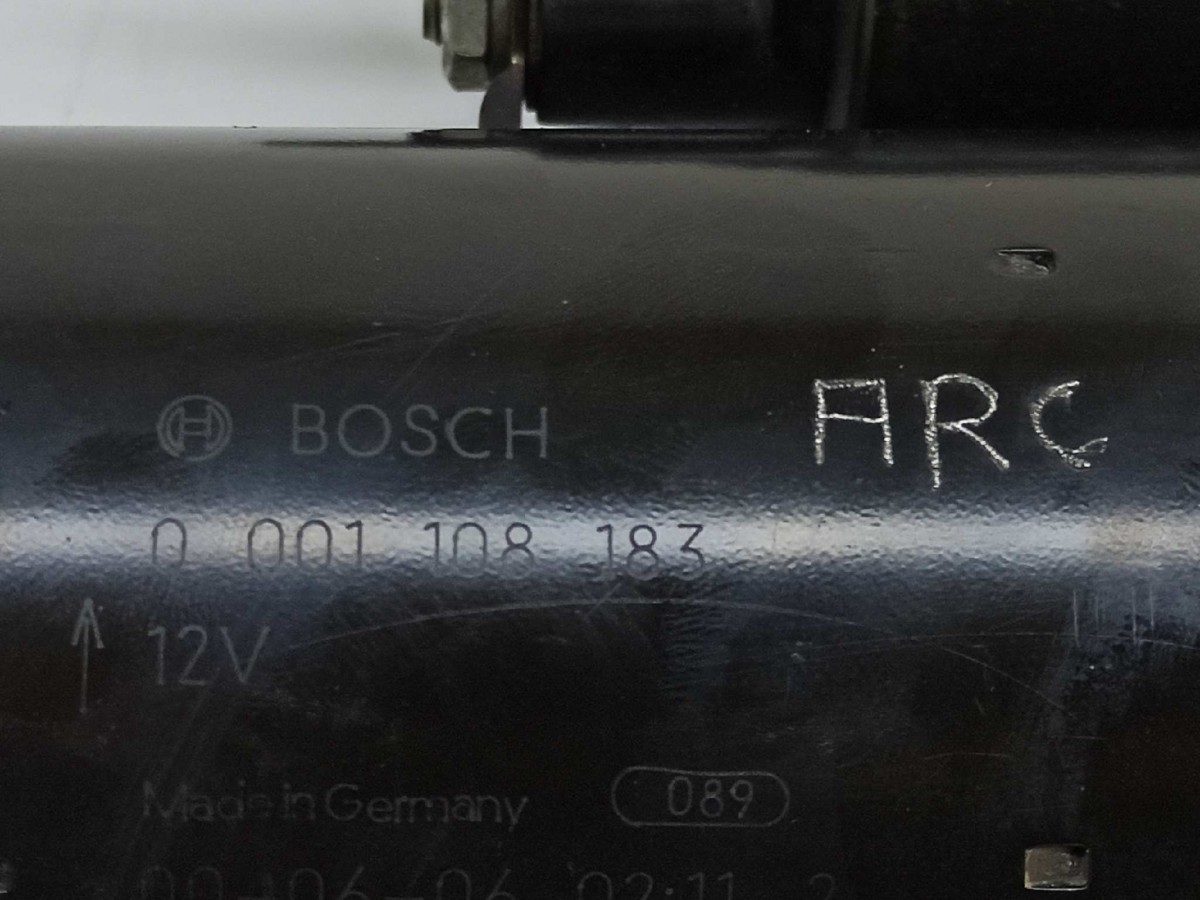 BOSCH
ARC
0 001 108 183
12V
Made in Germany
089